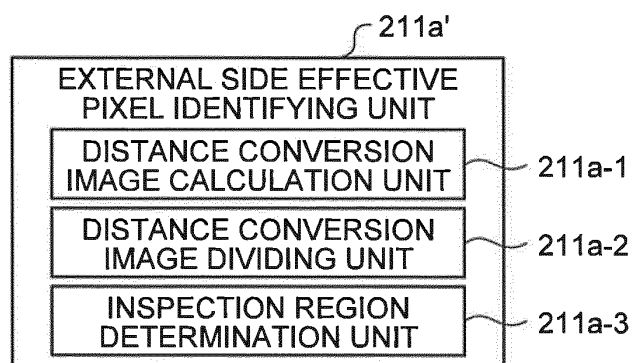 211a'
EXTERNAL SIDE EFFECTIVE
PIXEL IDENTIFYING UNIT
DISTANCE CONVERSION
IMAGE CALCULATION UNIT
211a-1
DISTANCE CONVERSION
IMAGE DIVIDING UNIT
211a-2
INSPECTION REGION
DETERMINATION UNIT
211a-3